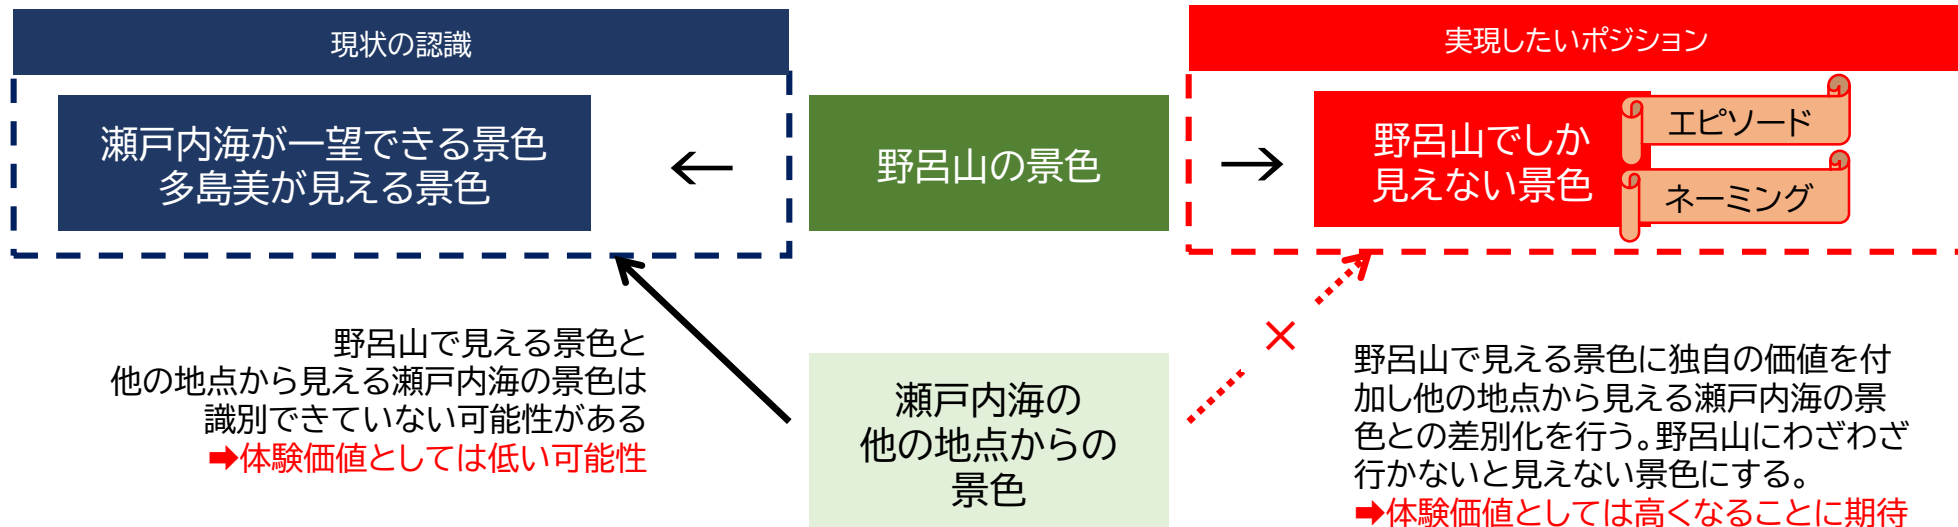 現状の認識
瀬戸内海が一望できる景色
多島美が見える景色
←
野呂山の景色
→
実現したいポジション
野呂山でしか
見えない景色
エピソード
ネーミング
野呂山で見える景色と
他の地点から見える瀬戸内海の景色は
識別できていない可能性がある
➡体験価値としては低い可能性
瀬戸内海の
他の地点からの
景色
×
野呂山で見える景色に独自の価値を付
加し他の地点から見える瀬戸内海の景
色との差別化を行う。野呂山にわざわざ
行かないと見えない景色にする。
➡体験価値としては高くなることに期待